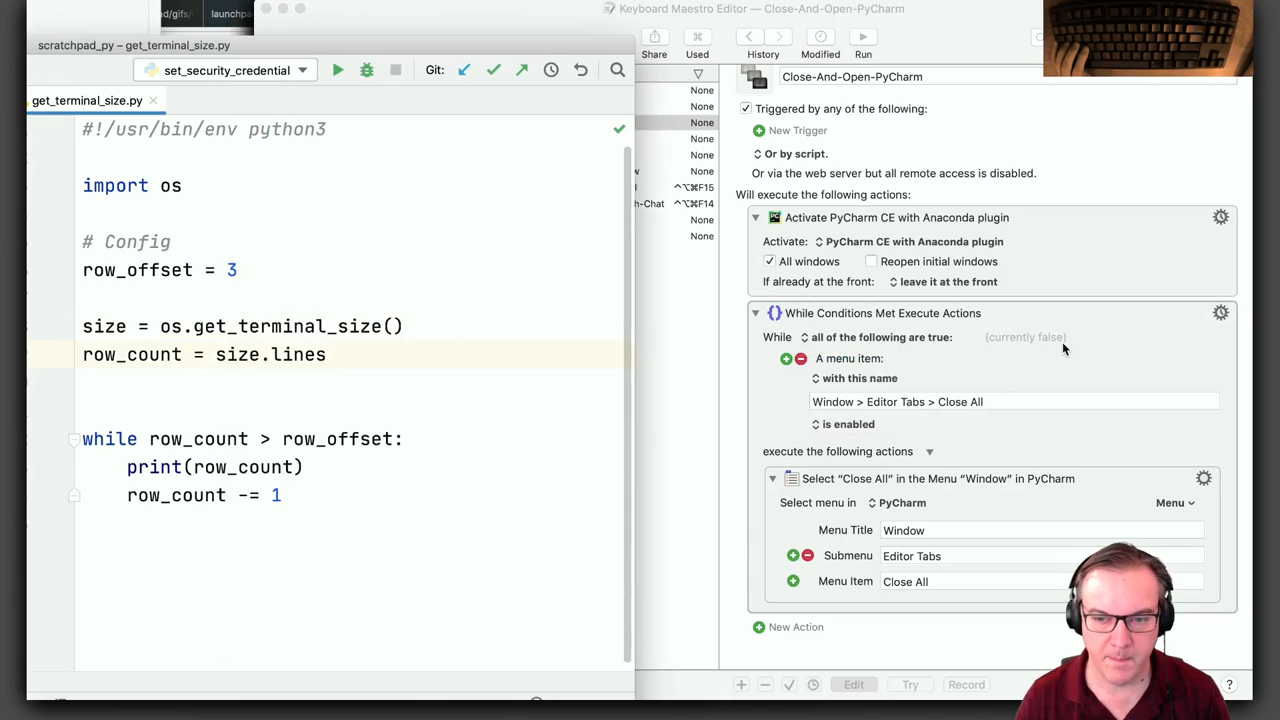 ad/gifs/
launchpa
Keyboard Maestro Editor — Close-And-Open-PyCharm
scratchpad_py – get_terminal_size.py
Share
Used
History
Modified
Run
set_security_credential
Git:
get_terminal_size.py
#!/usr/bin/env python3
import os
# Config
row_offset = 3
size = os.get_terminal_size()
row_count = size.lines
while row_count > row_offset:
print(row_count)
row_count -= 1
None
None
None
None
None
w None
l ^⌥⌘F15
h-Chat ^⌥⌘F14
None
None
Close-And-Open-PyCharm
Triggered by any of the following:
New Trigger
Or by script.
Or via the web server but all remote access is disabled.
Will execute the following actions:
PC Activate PyCharm CE with Anaconda plugin
Activate: PyCharm CE with Anaconda plugin
All windows Reopen initial windows
If already at the front: leave it at the front
While Conditions Met Execute Actions
While all of the following are true: (currently false)
A menu item:
with this name
Window > Editor Tabs > Close All
is enabled
execute the following actions
Select “Close All” in the Menu “Window” in PyCharm
Select menu in PyCharm Menu
Menu Title Window
Submenu Editor Tabs
Menu Item Close All
New Action
Edit
Try
Record
?